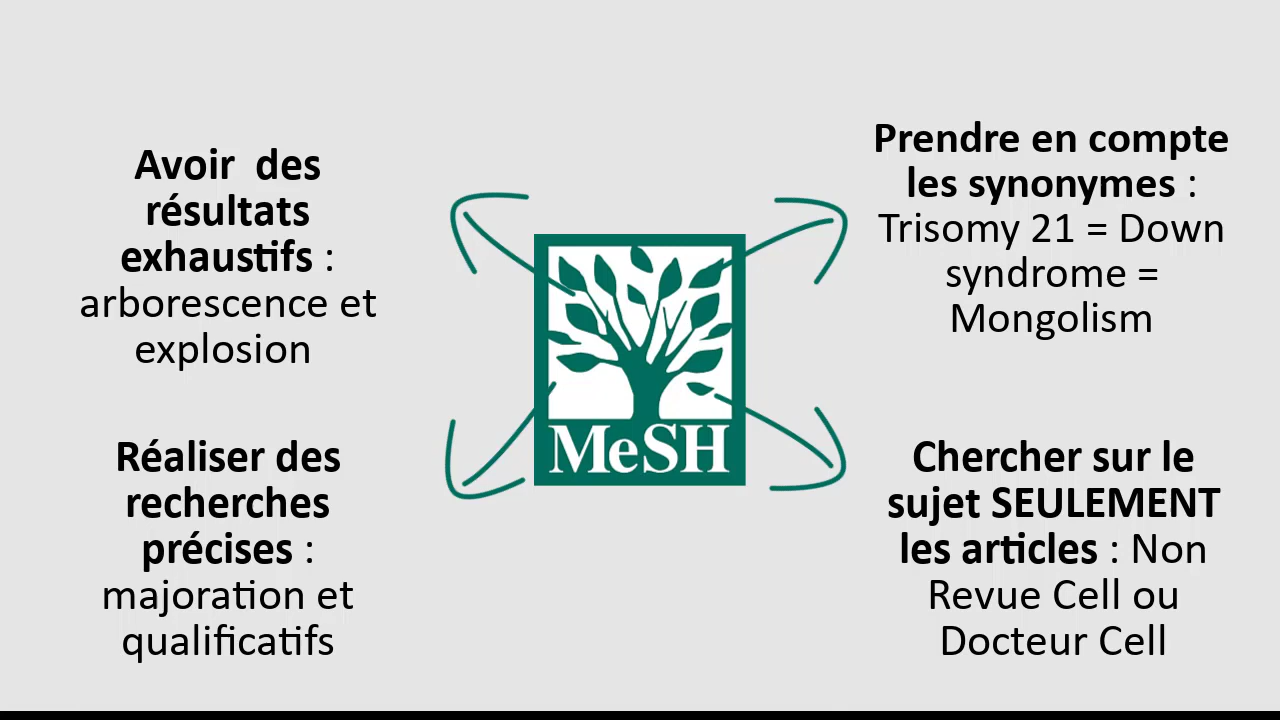 Avoir des
résultats
exhaustifs :
arborescence et
explosion
Prendre en compte
les synonymes :
Trisomy 21 = Down
syndrome =
Mongolism
MeSH
Réaliser des
recherches
précises :
majoration et
qualificatifs
Chercher sur le
sujet SEULEMENT
les articles : Non
Revue Cell ou
Docteur Cell